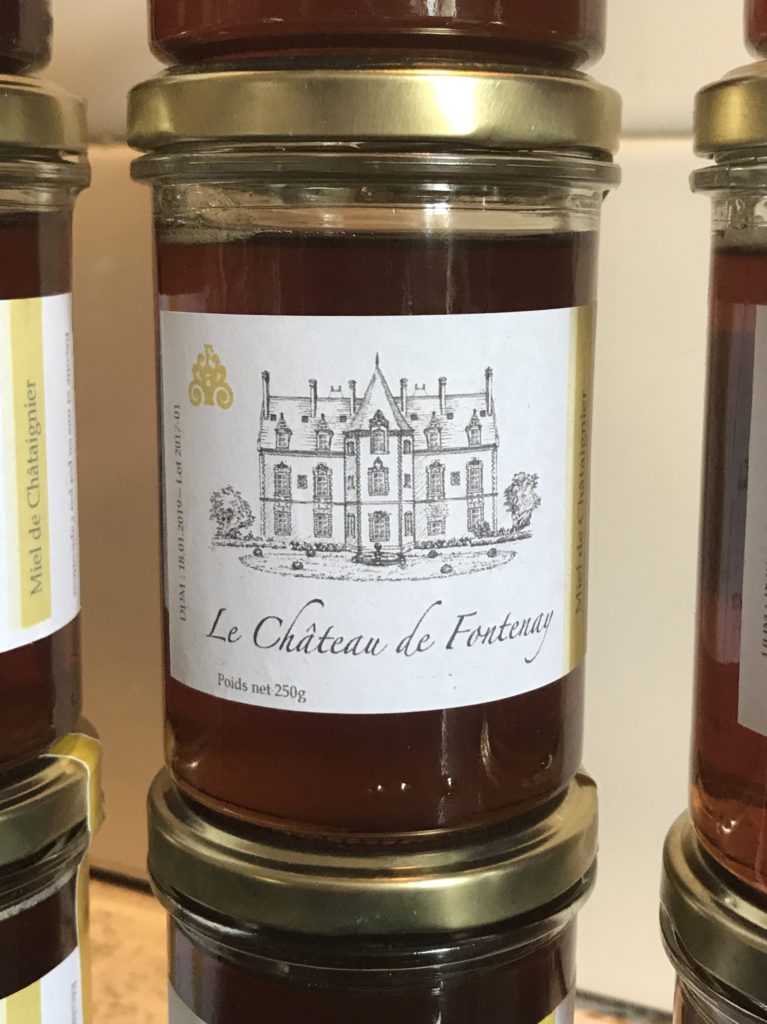 Miel de Châtaignier
DDM : 18.01.2019 – Lot 2017-01
Le Château de Fontenay
Poids net 250g
Miel de Châtaignier